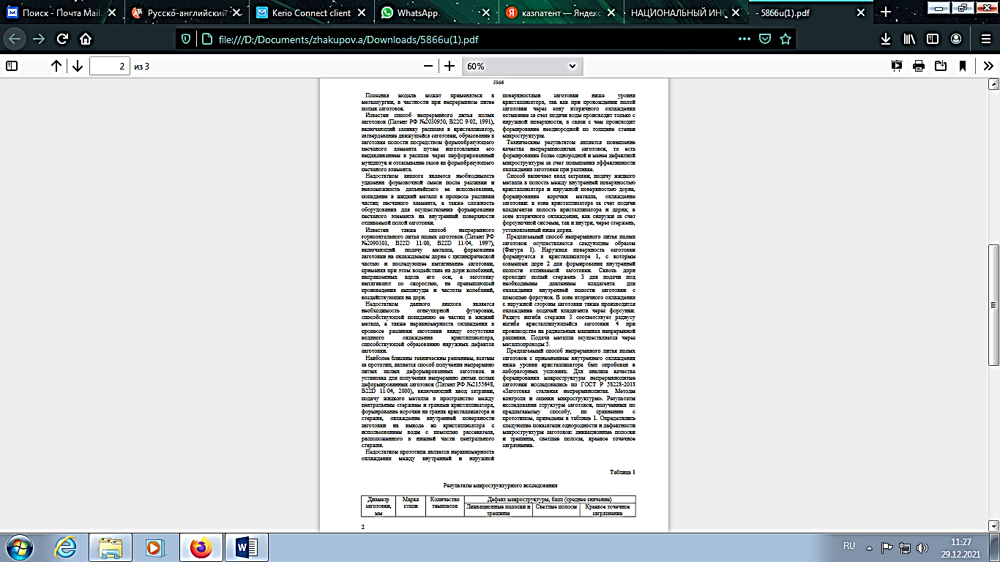 Поиск - Почта Mail.
Русско-английский
Kerio Connect client
WhatsApp
казпатент — Яндекс
НАЦИОНАЛЬНЫЙ ИНС
- 5866u(1).pdf
file:///D:/Documents/zhakupov.a/Downloads/5866u(1).pdf
2 из 3
60%
5866
Полезная модель может применяться в
металлургии, в частности при непрерывном литье
полых заготовок.
Известен способ непрерывного литья полых
заготовок (Патент РФ №2030950, B22C 9/02, 1991),
включающий заливку расплава в кристаллизатор,
затвердевание движущейся заготовки, образование в
заготовке полости посредством формообразующего
песчаного элемента путем изготовления его
выдавливанием в расплав через перфорированный
мундштук и отсасывание газов из формообразующего
песчаного элемента.
Недостатком аналога является необходимость
удаления формовочной смеси после разливки и
невозможность дальнейшего ее использования,
попадание в жидкий металл в процессе разливки
частиц песчаного элемента, а также сложность
оборудования для осуществления формирования
песчаного элемента на внутренней поверхности
отливаемой полой заготовки.
Известен также способ непрерывного
горизонтального литья полых заготовок (Патент РФ
№2090301, B22D 11/00, B22D 11/04, 1997),
включающий подачу металла, формование
заготовки на охлаждаемом дорне с цилиндрической
частью и последующее вытягивание заготовки,
применяя при этом воздействие на дорн колебаний,
направленных вдоль его оси, а заготовку
вытягивают со скоростью, не превышающей
произведения амплитуды и частоты колебаний,
воздействующих на дорн.
Недостатком данного аналога является
необходимость огнеупорной футеровки,
способствующей попаданию ее частиц в жидкий
металл, а также неравномерность охлаждения в
процессе разливки заготовки ввиду отсутствия
водяного охлаждения кристаллизатора,
способствующей образованию наружных дефектов
заготовки.
Наиболее близким техническим решением, взятым
за прототип, является способ получения непрерывно
литых полых деформированных заготовок и
установка для получения непрерывно литых полых
деформированных заготовок (Патент РФ №2155648,
B22D 11/04, 2000), включающий ввод затравки,
подачу жидкого металла в пространство между
центральным стержнем и гранями кристаллизатора,
формирование корочки на гранях кристаллизатора и
стержня, охлаждение внутренней поверхности
заготовки на выходе из кристаллизатора с
использованием воды с помощью рассекателя,
расположенного в нижней части центрального
стержня.
Недостатком прототипа является неравномерность
охлаждения между внутренней и наружной
поверхностями заготовки ниже уровня
кристаллизатора, так как при прохождении полой
заготовки через зону вторичного охлаждения
остывание за счет подачи воды происходит только с
наружной поверхности, в связи с чем происходит
формирование неоднородной по толщине стенки
макроструктуры.
Техническим результатом является повышение
качества непрерывнолитых заготовок, то есть
формирование более однородной и менее дефектной
макроструктуры за счет повышения эффективности
охлаждения заготовки при разливке.
Способ включает ввод затравки, подачу жидкого
металла в полость между внутренней поверхностью
кристаллизатора и наружной поверхностью дорна,
формирование корочки металла, охлаждение
заготовки: в зоне кристаллизатора за счет подачи
хладагентав полость кристаллизатора и дорна; в
зоне вторичного охлаждения, как снаружи за счет
форсуночной системы, так и внутри, через стержень,
установленный ниже дорна.
Предлагаемый способ непрерывного литья полых
заготовок осуществляется следующим образом
(Фигура 1). Наружная поверхность заготовки
формируется в кристаллизаторе 1, с которым
совмещен дорн 2 для формирования внутренней
полости отливаемой заготовки. Сквозь дорн
проходит полый стержень 3 для подачи под
необходимым давлением хладагента для
охлаждения внутренней полости заготовки с
помощью форсунок. В зоне вторичного охлаждения
с наружной стороны заготовки также производится
охлаждение подачей хладагента через форсунки.
Радиус изгиба стержня 3 соответствует радиусу
изгиба кристаллизующейся заготовки 4 при
производстве на радиальных машинах непрерывной
разливки. Подача металла осуществляется через
металлопроводы 5.
Предлагаемый способ непрерывного литья полых
заготовок с применением внутреннего охлаждения
ниже уровня кристаллизатора был опробован в
лабораторных условиях. Для анализа качества
формирования макроструктуры непрерывнолитые
заготовки исследовались по ГОСТ Р 58228-2018
«Заготовка стальная непрерывнолитая. Методы
контроля и оценки макроструктуры». Результаты
исследования структуры заготовок, полученных по
предлагаемому способу, по сравнению с
прототипом, приведены в таблице 1. Определялись
следующие показатели однородности и дефектности
макроструктуры заготовок: ликвационные полоски
и трещины, светлые полосы, краевое точечное
загрязнение.
Таблица 1
Результаты макроструктурного исследования
Диаметр заготовки, мм
Марка стали
Количество темплетов
Дефект макроструктуры, балл (среднее значение)
Ликвационные полоски и трещины
Светлые полосы
Краевое точечное загрязнение
2
RU
11:27
29.12.2021